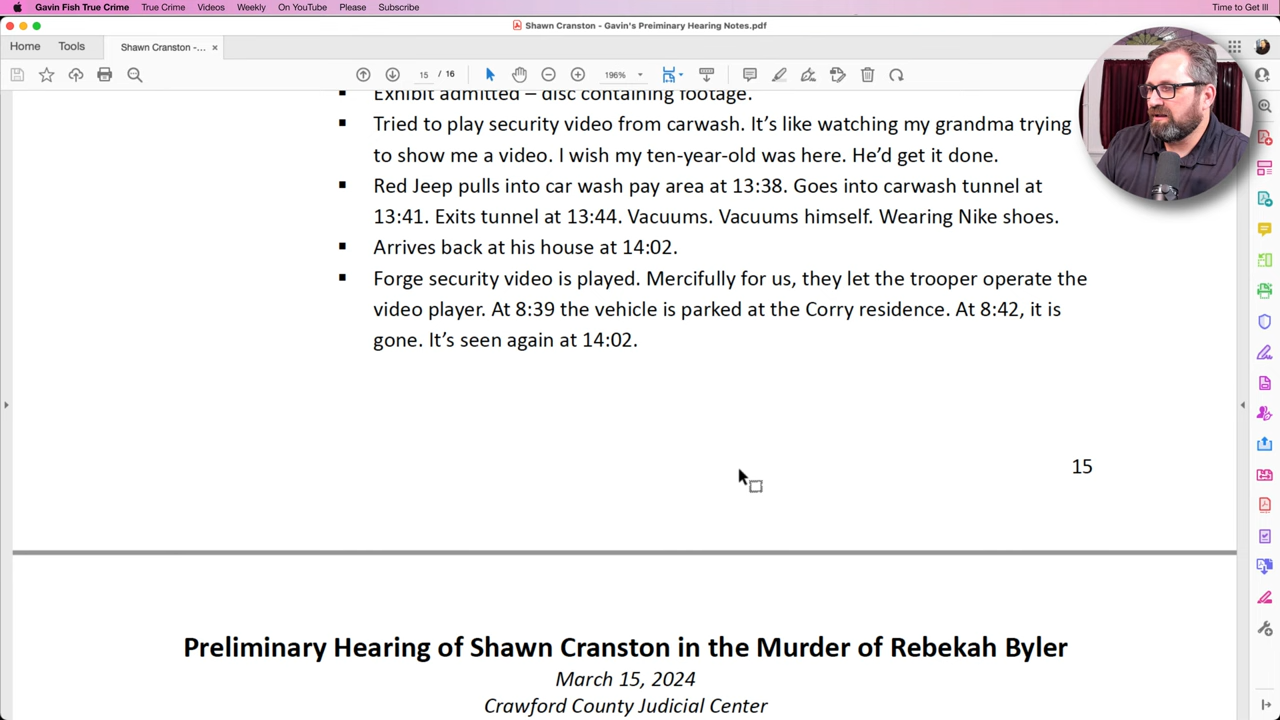 Gavin Fish True Crime True Crime Videos Weekly On YouTube Please Subscribe Time to Get Ill
Shawn Cranston - Gavin's Preiminary Hearing Notes.pdf
Home Tools Shawn Cranston -... ×
15 / 16 196%
▪ Exhibit admitted – disc containing footage.
▪ Tried to play security video from carwash. It's like watching my grandma trying
to show me a video. I wish my ten-year-old was here. He'd get it done.
▪ Red Jeep pulls into car wash pay area at 13:38. Goes into carwash tunnel at
13:41. Exits tunnel at 13:44. Vacuums. Vacuums himself. Wearing Nike shoes.
▪ Arrives back at his house at 14:02.
▪ Forge security video is played. Mercifully for us, they let the trooper operate the
video player. At 8:39 the vehicle is parked at the Corry residence. At 8:42, it is
gone. It's seen again at 14:02.
15
Preliminary Hearing of Shawn Cranston in the Murder of Rebekah Byler
March 15, 2024
Crawford County Judicial Center